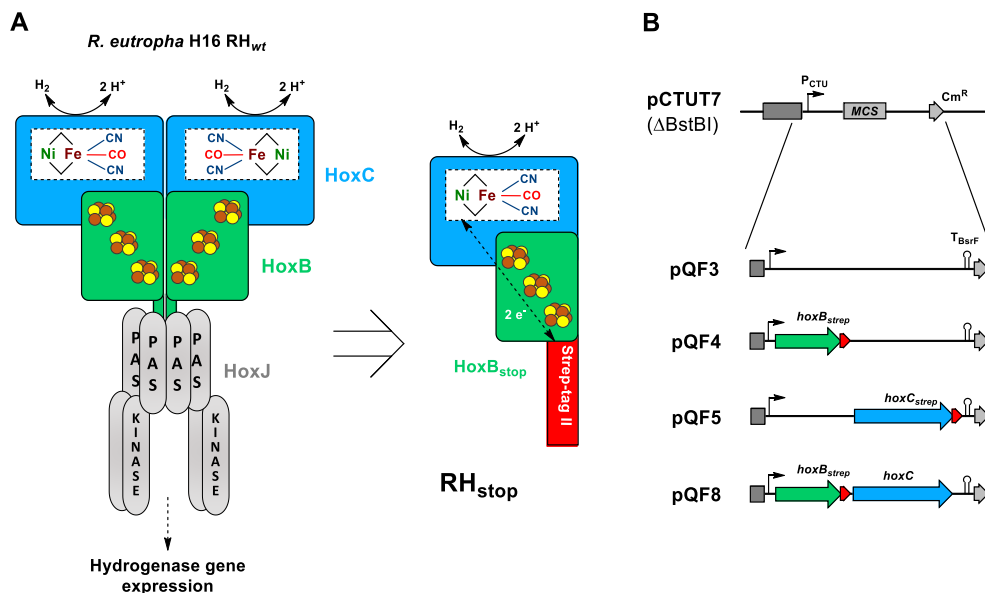 A
R. eutropha H16 RHwt
H2 2 H+ H2 2 H+
Ni Fe CN CO CN
CN CO CN Fe Ni
HoxC
HoxB
PAS PAS PAS PAS
HoxJ
KINASE KINASE
Hydrogenase gene
expression
H2 2 H+
Ni Fe CN CO CN
2 e-
HoxBstop
Strep-tag II
RHstop
B
pCTUT7
(ΔBstBI)
PCTU
MCS
CmR
pQF3
TBsrF
pQF4
hoxBstrep
pQF5
hoxCstrep
pQF8
hoxBstrep hoxC